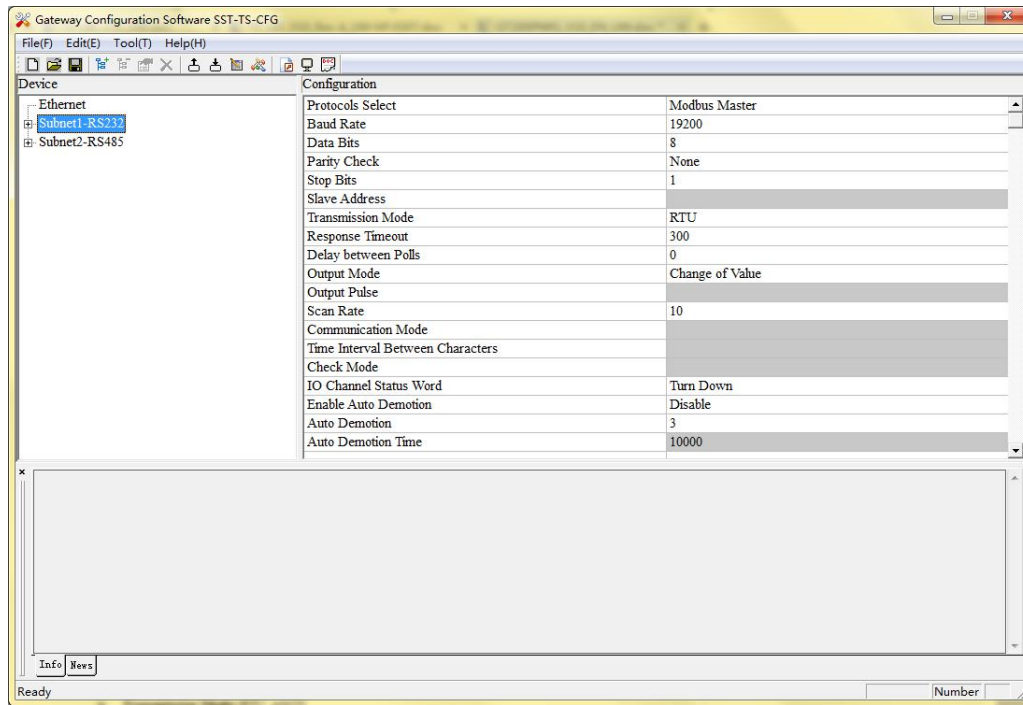 Gateway Configuration Software SST-TS-CFG
File(F) Edit(E) Tool(T) Help(H)
Device
Configuration
Ethernet
Subnet1-RS232
Subnet2-RS485
Protocols Select Modbus Master
Baud Rate 19200
Data Bits 8
Parity Check None
Stop Bits 1
Slave Address
Transmission Mode RTU
Response Timeout 300
Delay between Polls 0
Output Mode Change of Value
Output Pulse
Scan Rate 10
Communication Mode
Time Interval Between Characters
Check Mode
IO Channel Status Word Turn Down
Enable Auto Demotion Disable
Auto Demotion 3
Auto Demotion Time 10000
Info News
Ready Number